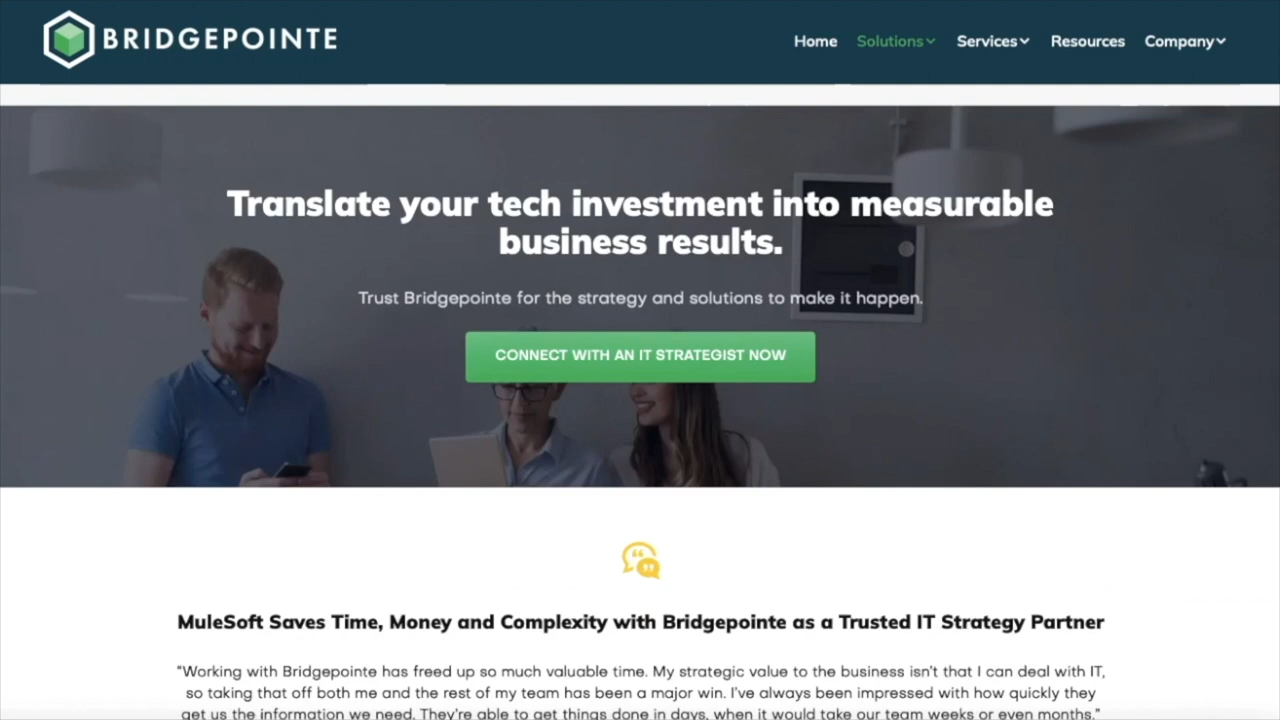 BRIDGEPOINTE
Home Solutions Services Resources Company
Translate your tech investment into measurable
business results.
Trust Bridgepointe for the strategy and solutions to make it happen.
CONNECT WITH AN IT STRATEGIST NOW
MuleSoft Saves Time, Money and Complexity with Bridgepointe as a Trusted IT Strategy Partner
“Working with Bridgepointe has freed up so much valuable time. My strategic value to the business isn’t that I can deal with IT,
so taking that off both me and the rest of my team has been a major win. I’ve always been impressed with how quickly they
get us the information we need. They’re able to get things done in days, when it would take our team weeks or even months.”